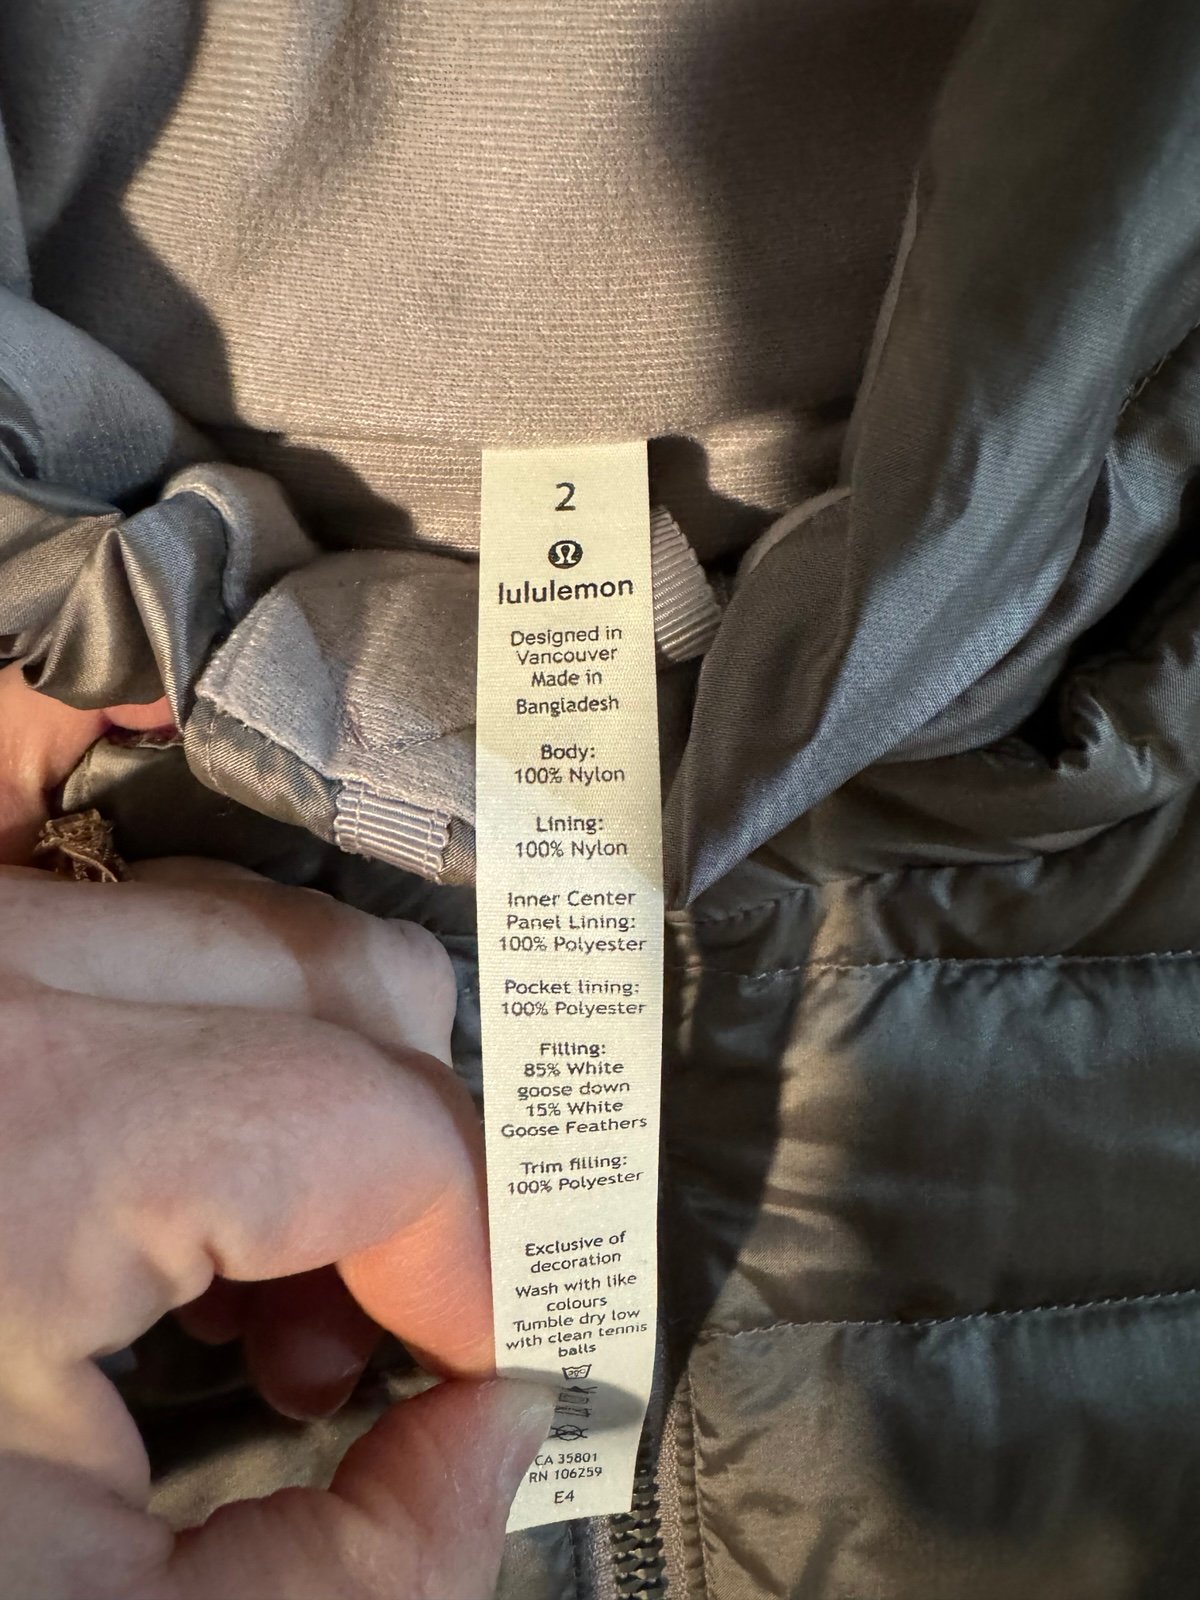 2
lululemon
Designed in
Vancouver
Made in
Bangladesh
Body:
100% Nylon
Lining:
100% Nylon
Inner Center
Panel Lining:
100% Polyester
Pocket lining:
100% Polyester
Filling:
85% White
goose down
15% White
Goose Feathers
Trim filling:
100% Polyester
Exclusive of
decoration
Wash with like
colours
Tumble dry low
with clean tennis
balls
CA 35801
RN 106259
E4